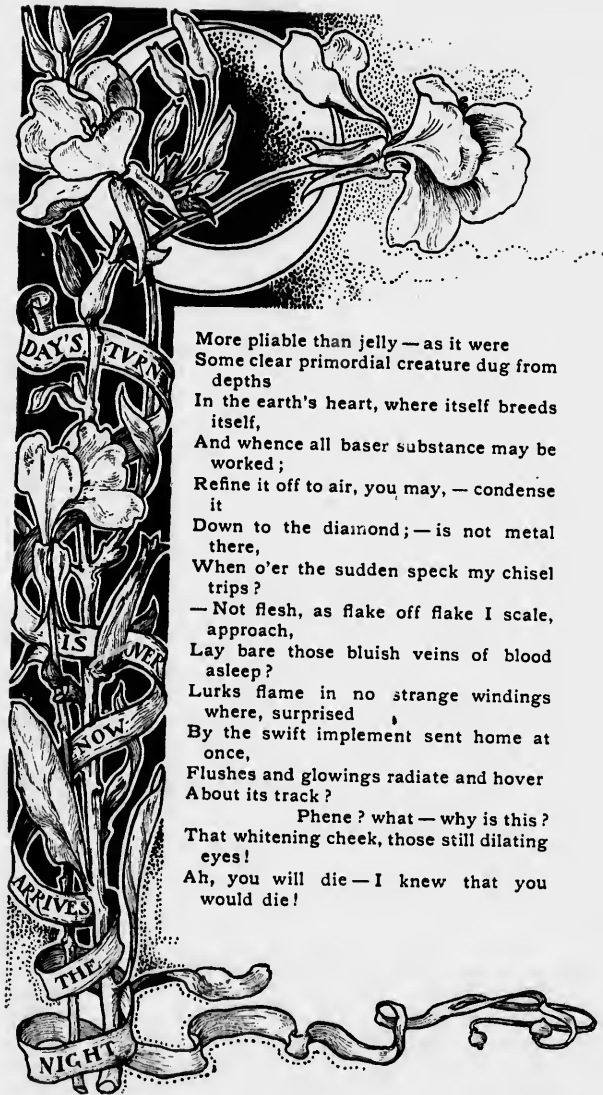 DAY'S TVRN
IS OVER
NOW
ARRIVES
THE
NIGHT
More pliable than jelly — as it were
Some clear primordial creature dug from
depths
In the earth's heart, where itself breeds
itself,
And whence all baser substance may be
worked;
Refine it off to air, you may, — condense
it
Down to the diamond; — is not metal
there,
When o'er the sudden speck my chisel
trips?
— Not flesh, as flake off flake I scale,
approach,
Lay bare those bluish veins of blood
asleep?
Lurks flame in no strange windings
where, surprised
By the swift implement sent home at
once,
Flushes and glowings radiate and hover
About its track?
Phene? what — why is this?
That whitening cheek, those still dilating
eyes!
Ah, you will die — I knew that you
would die!